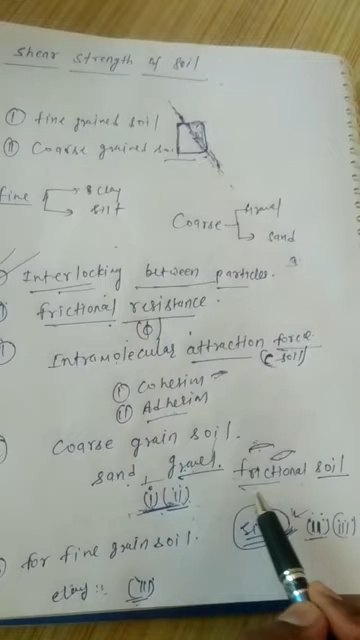 Shear strength of soil
(I) fine grained soil
(II) Coarse grained soil
fine
clay
silt
Coarse
gravel
sand
Interlocking between particles.
frictional resistance.
(ϕ)
Intramolecular attraction force
(C soil)
(i) Cohesion
(ii) Adhesion
Coarse grain soil.
sand gravel. frictional soil
(i) (ii)
(ii) (iii)
for fine grain soil.
clay:: (iii)